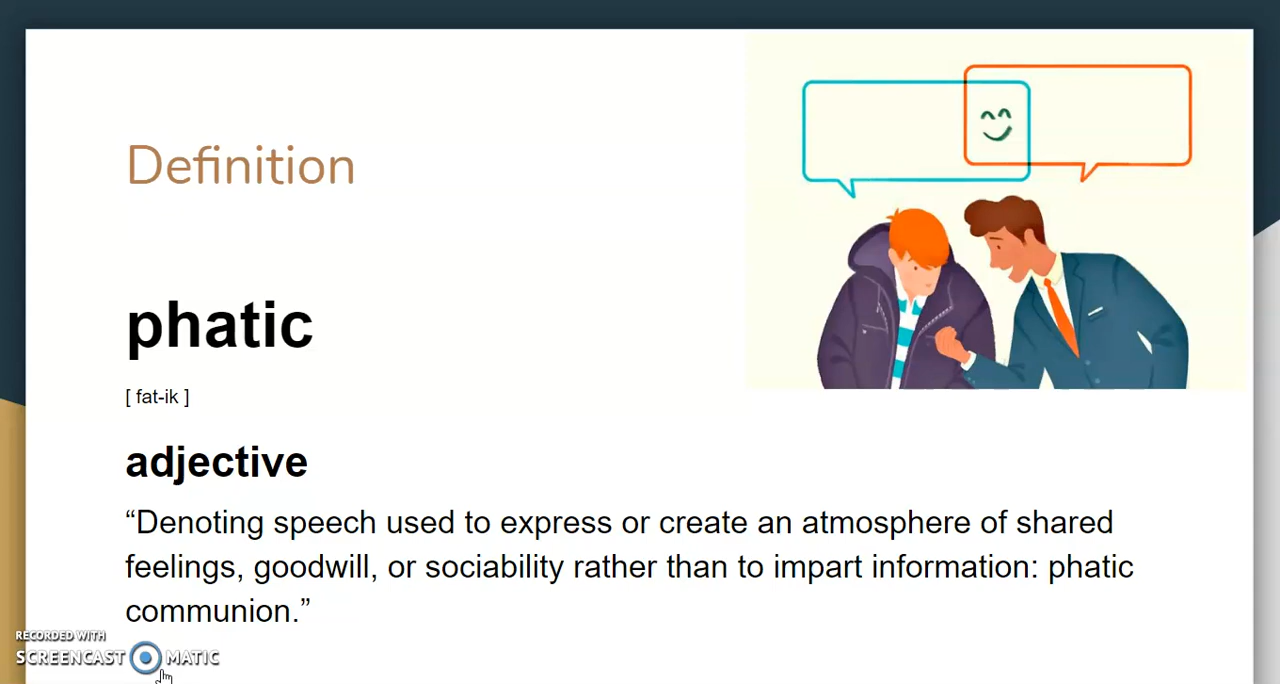 Definition
phatic
[ fat-ik ]
adjective
“Denoting speech used to express or create an atmosphere of shared
feelings, goodwill, or sociability rather than to impart information: phatic
communion.”
RECORDED WITH
SCREENCAST MATIC